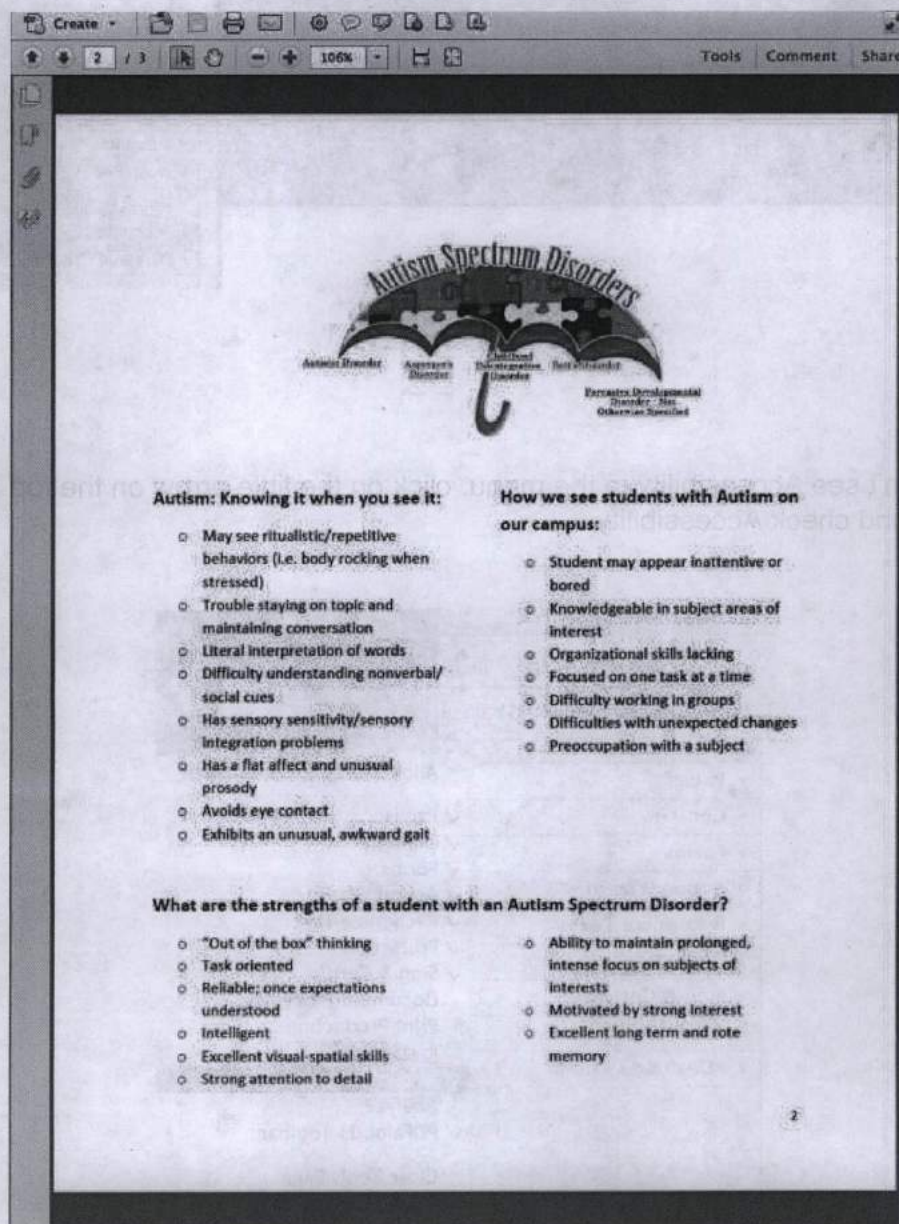 Create
2 / 3
106%
Tools Comment Share
Autism Spectrum Disorders
Autistic Disorder
Asperger's
Disorder
Childhood
Disintegrative
Disorder
Rett's Disorder
Pervasive Developmental
Disorder - Not
Otherwise Specified
Autism: Knowing it when you see it:
o May see ritualistic/repetitive
behaviors (i.e. body rocking when
stressed)
o Trouble staying on topic and
maintaining conversation
o Literal interpretation of words
o Difficulty understanding nonverbal/
social cues
o Has sensory sensitivity/sensory
integration problems
o Has a flat affect and unusual
prosody
o Avoids eye contact
o Exhibits an unusual, awkward gait
How we see students with Autism on
our campus:
o Student may appear inattentive or
bored
o Knowledgeable in subject areas of
interest
o Organizational skills lacking
o Focused on one task at a time
o Difficulty working in groups
o Difficulties with unexpected changes
o Preoccupation with a subject
What are the strengths of a student with an Autism Spectrum Disorder?
o "Out of the box" thinking
o Task oriented
o Reliable; once expectations
understood
o Intelligent
o Excellent visual-spatial skills
o Strong attention to detail
o Ability to maintain prolonged,
intense focus on subjects of
interests
o Motivated by strong interest
o Excellent long term and rote
memory
2